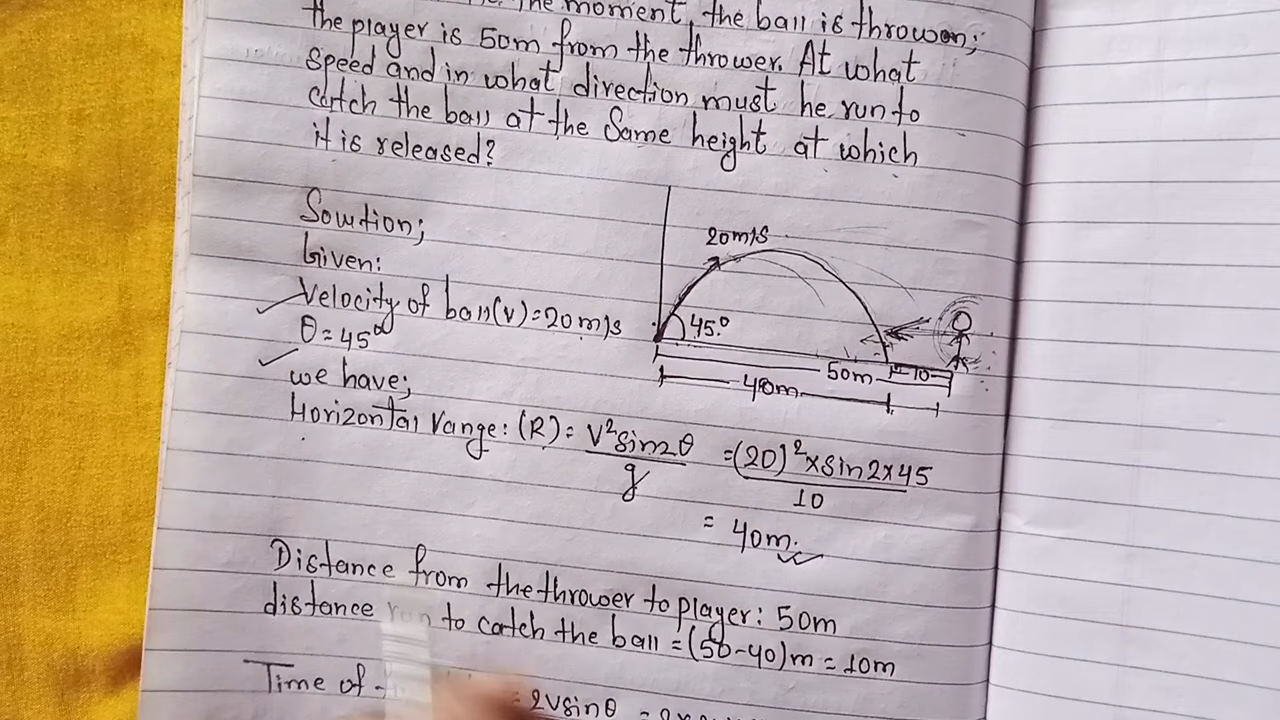 The moment, the ball is thrown;
the player is 50m from the thrower. At what
Speed and in what direction must he run to
catch the ball at the Same height at which
it is released?
Soution;
Given:
Velocity of ball(v)=20m/s
θ=45°
we have;
Horizontal range: (R)= V²sin2θ/g =(20)²×sin2×45/10
= 40m.
20m/s
45°
50m
10
40m
Distance from the thrower to player: 50m
distance run to catch the ball =(50-40)m=10m
Time of = 2vsinθ